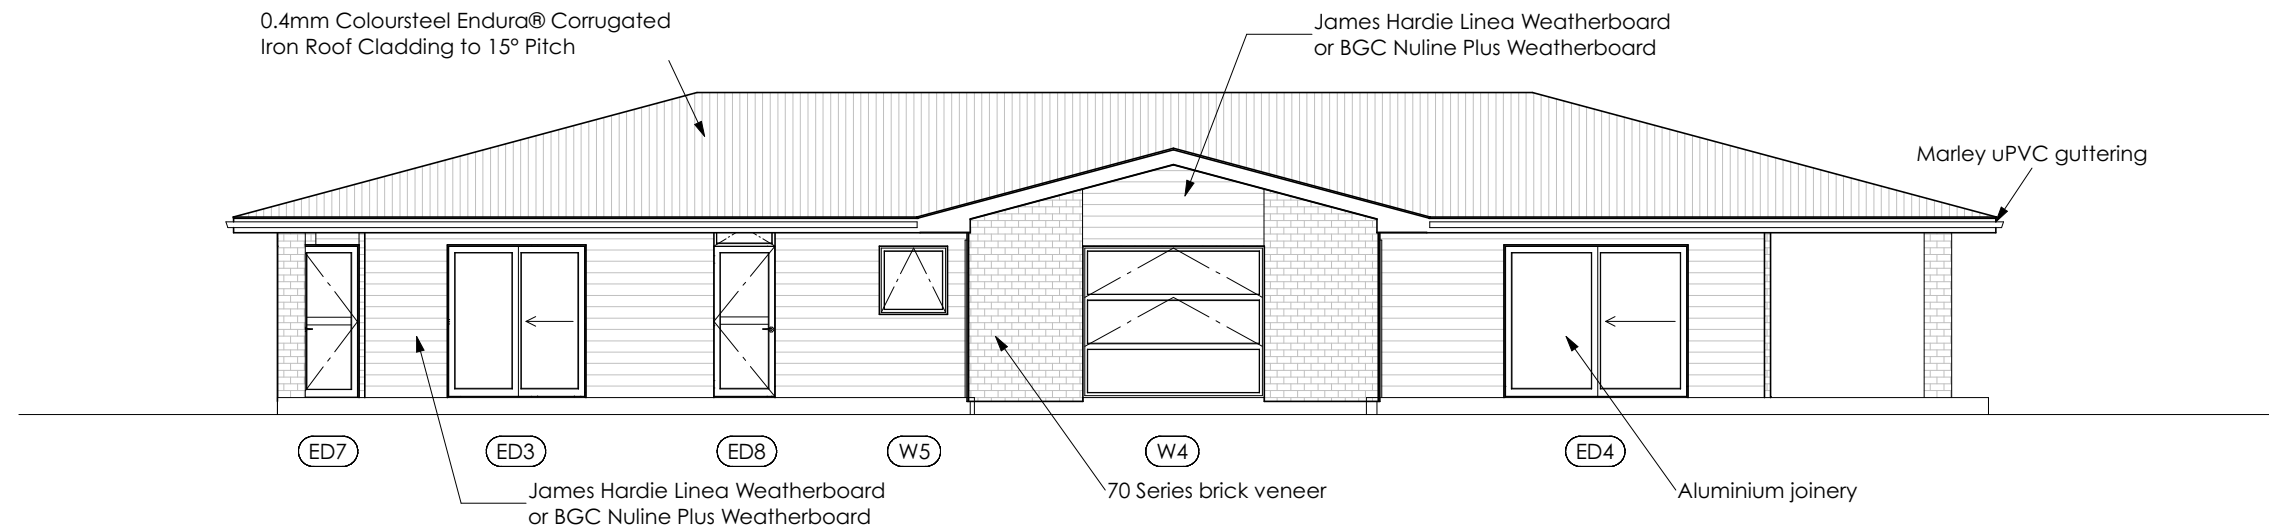 0.4mm Coloursteel Endura® Corrugated
Iron Roof Cladding to 15° Pitch
James Hardie Linea Weatherboard
or BGC Nuline Plus Weatherboard
Marley uPVC guttering
ED7
ED3
ED8
W5
W4
ED4
James Hardie Linea Weatherboard
or BGC Nuline Plus Weatherboard
70 Series brick veneer
Aluminium joinery